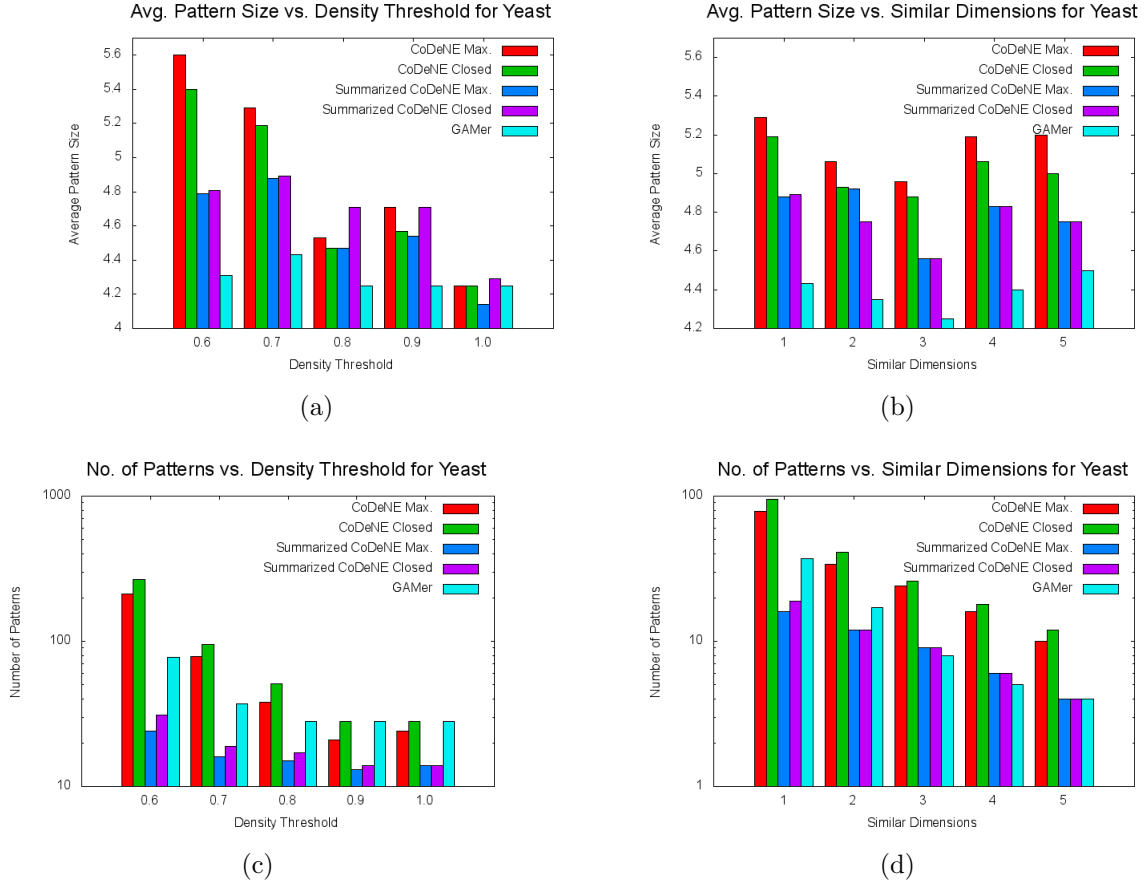 Avg. Pattern Size vs. Density Threshold for Yeast
5.6
5.4
5.2
5
4.8
4.6
4.4
4.2
4
Average Pattern Size
CoDeNE Max.
CoDeNE Closed
Summarized CoDeNE Max.
Summarized CoDeNE Closed
GAMer
0.6 0.7 0.8 0.9 1.0
Density Threshold
(a)
Avg. Pattern Size vs. Similar Dimensions for Yeast
5.6
5.4
5.2
5
4.8
4.6
4.4
4.2
Average Pattern Size
CoDeNE Max.
CoDeNE Closed
Summarized CoDeNE Max.
Summarized CoDeNE Closed
GAMer
1 2 3 4 5
Similar Dimensions
(b)
No. of Patterns vs. Density Threshold for Yeast
1000
100
10
Number of Patterns
CoDeNE Max.
CoDeNE Closed
Summarized CoDeNE Max.
Summarized CoDeNE Closed
GAMer
0.6 0.7 0.8 0.9 1.0
Density Threshold
(c)
No. of Patterns vs. Similar Dimensions for Yeast
100
10
1
Number of Patterns
CoDeNE Max.
CoDeNE Closed
Summarized CoDeNE Max.
Summarized CoDeNE Closed
GAMer
1 2 3 4 5
Similar Dimensions
(d)